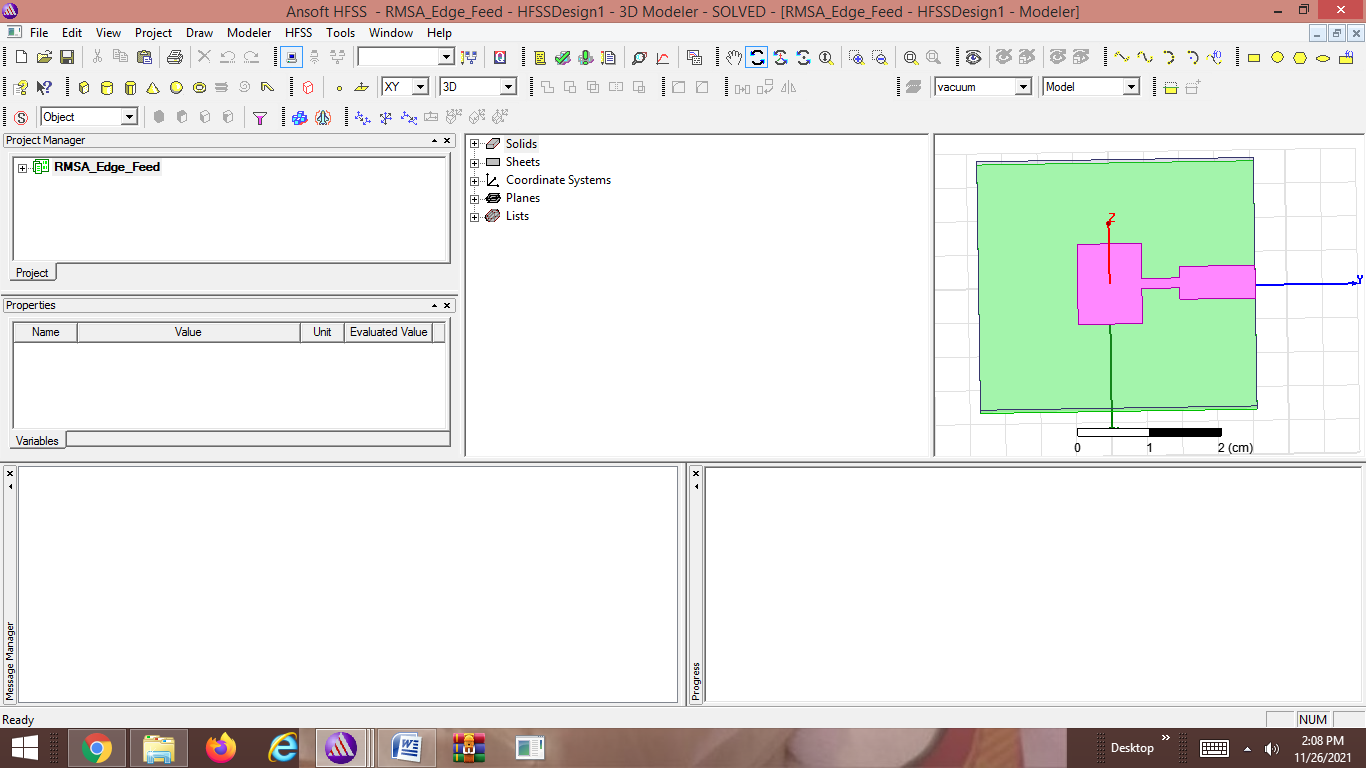 Ansoft HFSS - RMSA_Edge_Feed - HFSSDesign1 - 3D Modeler - SOLVED - [RMSA_Edge_Feed - HFSSDesign1 - Modeler]
File Edit View Project Draw Modeler HFSS Tools Window Help
XY 3D vacuum Model
Object
Project Manager
RMSA_Edge_Feed
Project
Properties
Name Value Unit Evaluated Value
Variables
Solids
Sheets
Coordinate Systems
Planes
Lists
Z
Y
0 1 2 (cm)
Message Manager
Progress
Ready
NUM
Desktop
2:08 PM
11/26/2021